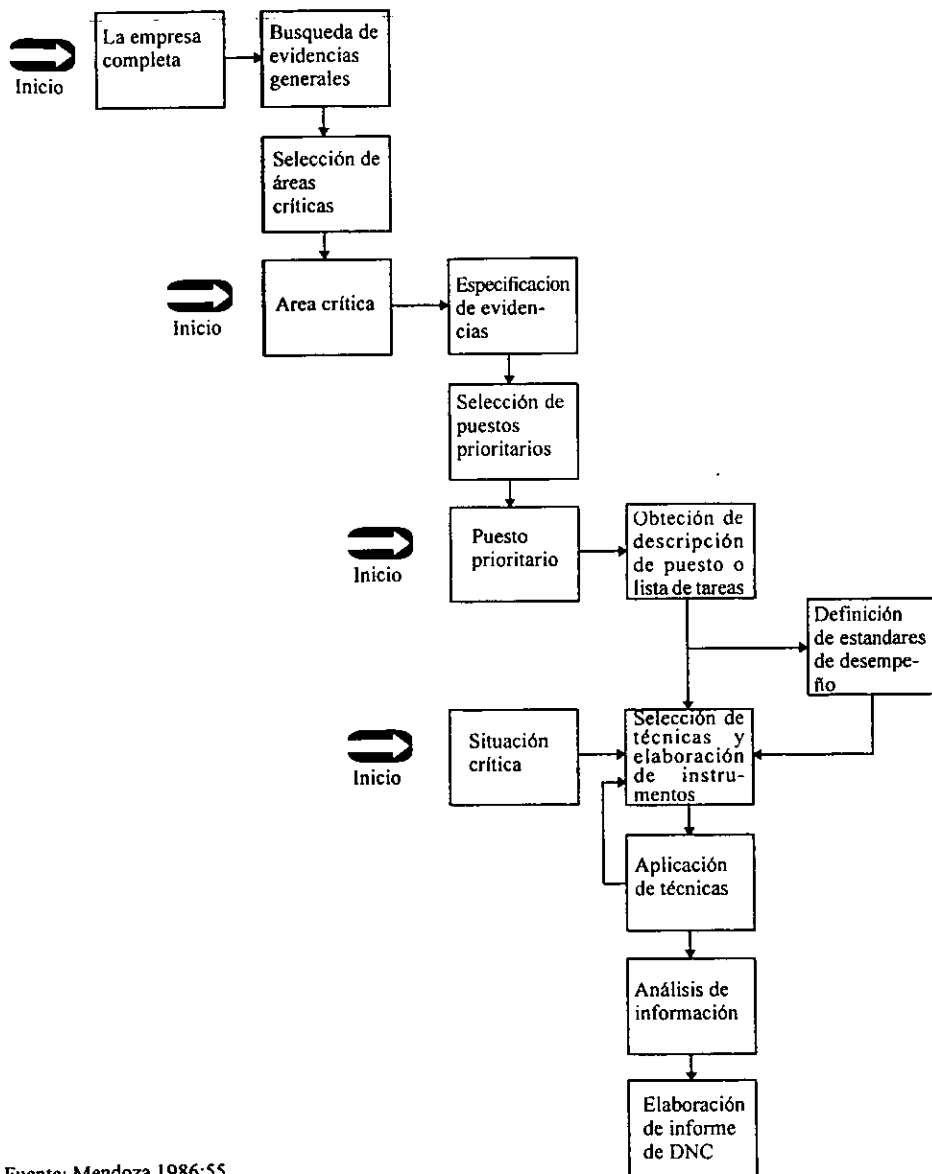 La empresa
completa
Inicio
Busqueda de
evidencias
generales
Selección de
áreas
críticas
Area crítica
Inicio
Especificacion
de eviden-
cias
Selección de
puestos
prioritarios
Puesto
prioritario
Inicio
Obteción de
descripción
de puesto o
lista de tareas
Definición
de estandares
de desempe-
ño
Situación
crítica
Inicio
Selección de
técnicas y
elaboración
de instru-
mentos
Aplicación
de técnicas
Análisis de
información
Elaboración
de informe
de DNC
Fuente: Mendoza 1986:55